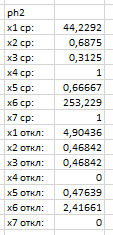 ph2
x1 ср: 44,2292
x2 ср: 0,6875
x3 ср: 0,3125
x4 ср: 1
x5 ср: 0,66667
x6 ср: 253,229
x7 ср: 1
x1 откл: 4,90436
x2 откл: 0,46842
x3 откл: 0,46842
x4 откл: 0
x5 откл: 0,47639
x6 откл: 2,41661
x7 откл: 0